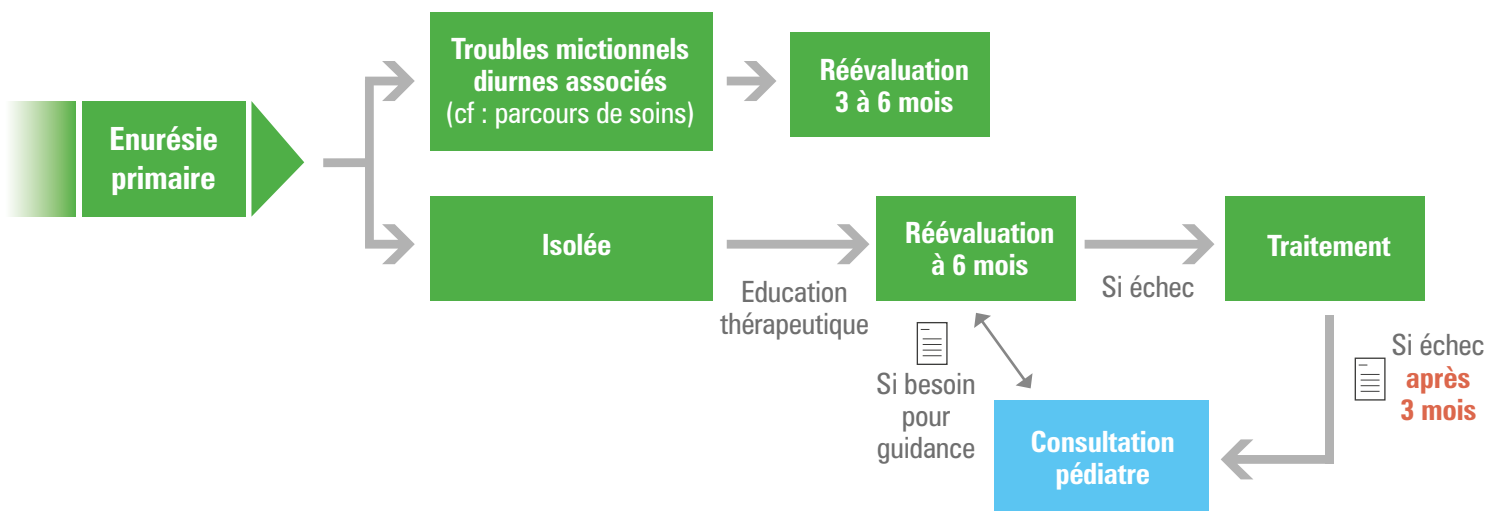 Enurésie
primaire
Troubles mictionnels
diurnes associés
(cf : parcours de soins)
Réévaluation
3 à 6 mois
Isolée
Education
thérapeutique
Réévaluation
à 6 mois
Si échec
Traitement
Si besoin
pour
guidance
Consultation
pédiatre
Si échec
après
3 mois